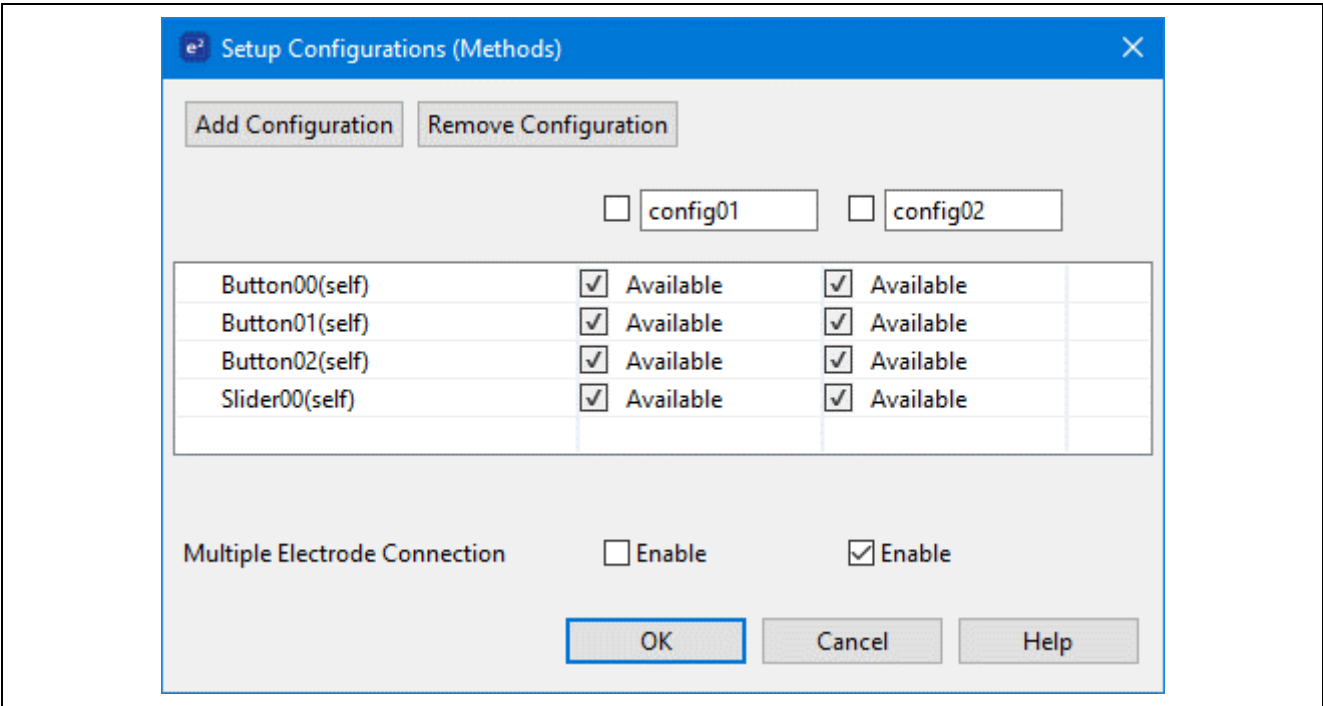 e² Setup Configurations (Methods)
Add Configuration Remove Configuration
config01 config02
Button00(self) Available Available
Button01(self) Available Available
Button02(self) Available Available
Slider00(self) Available Available
Multiple Electrode Connection Enable Enable
OK Cancel Help